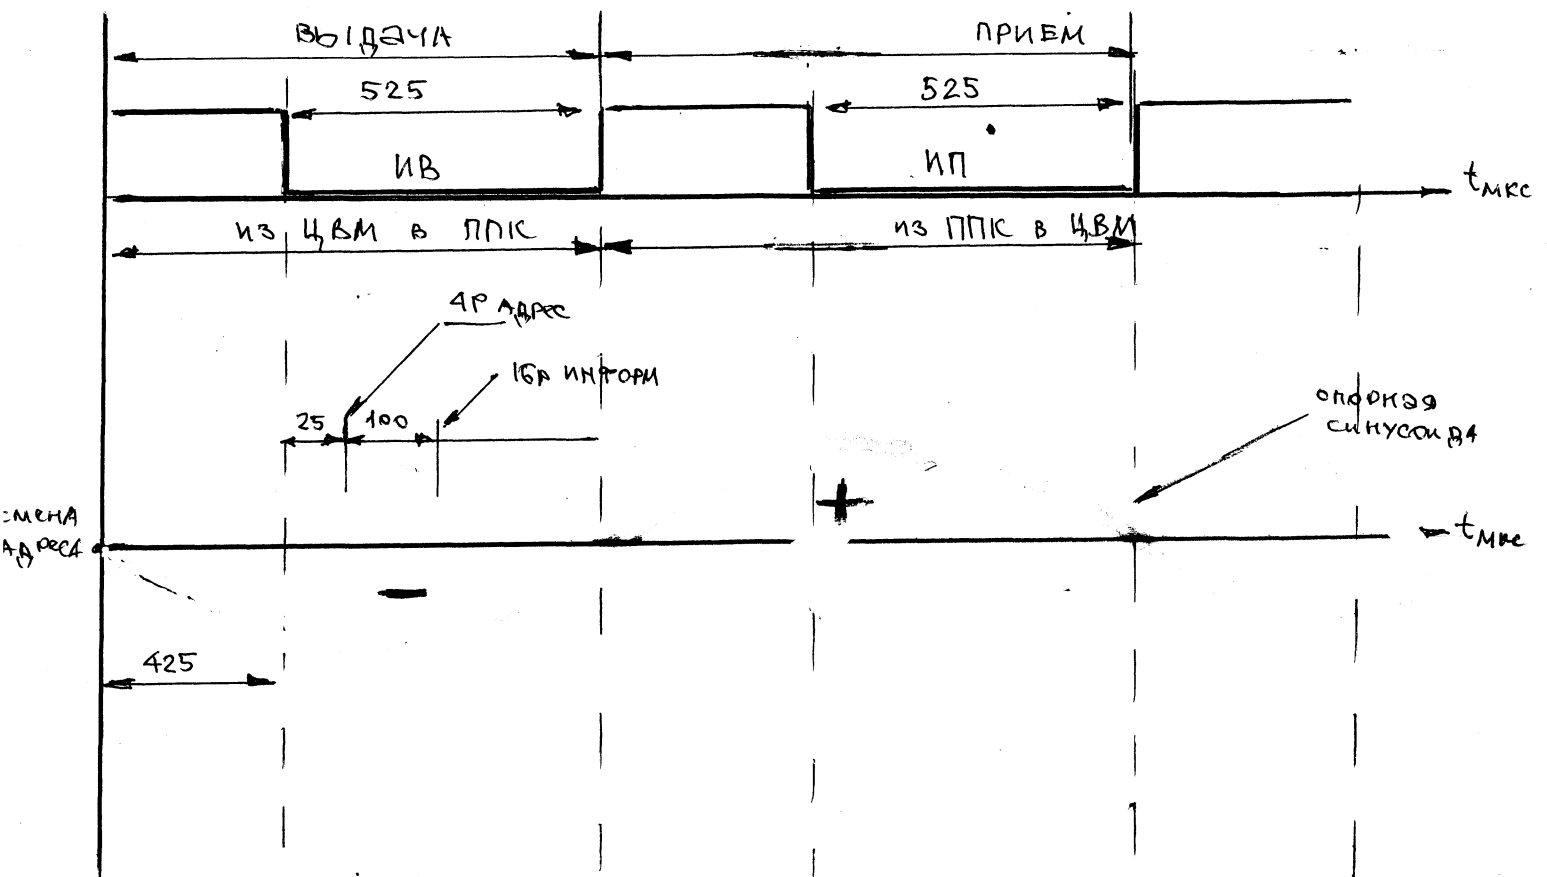 ВЫДАЧА
ПРИЕМ
525
525
ИВ
ИП
tмкс
ИЗ ЦВМ В ППК
ИЗ ППК В ЦВМ
4Р АДРЕС
16Р ИНФОРМ
25
100
ОПОРНАЯ
СИНУСОИДА
+
СМЕНА
АДРЕСА
tмкс
−
425